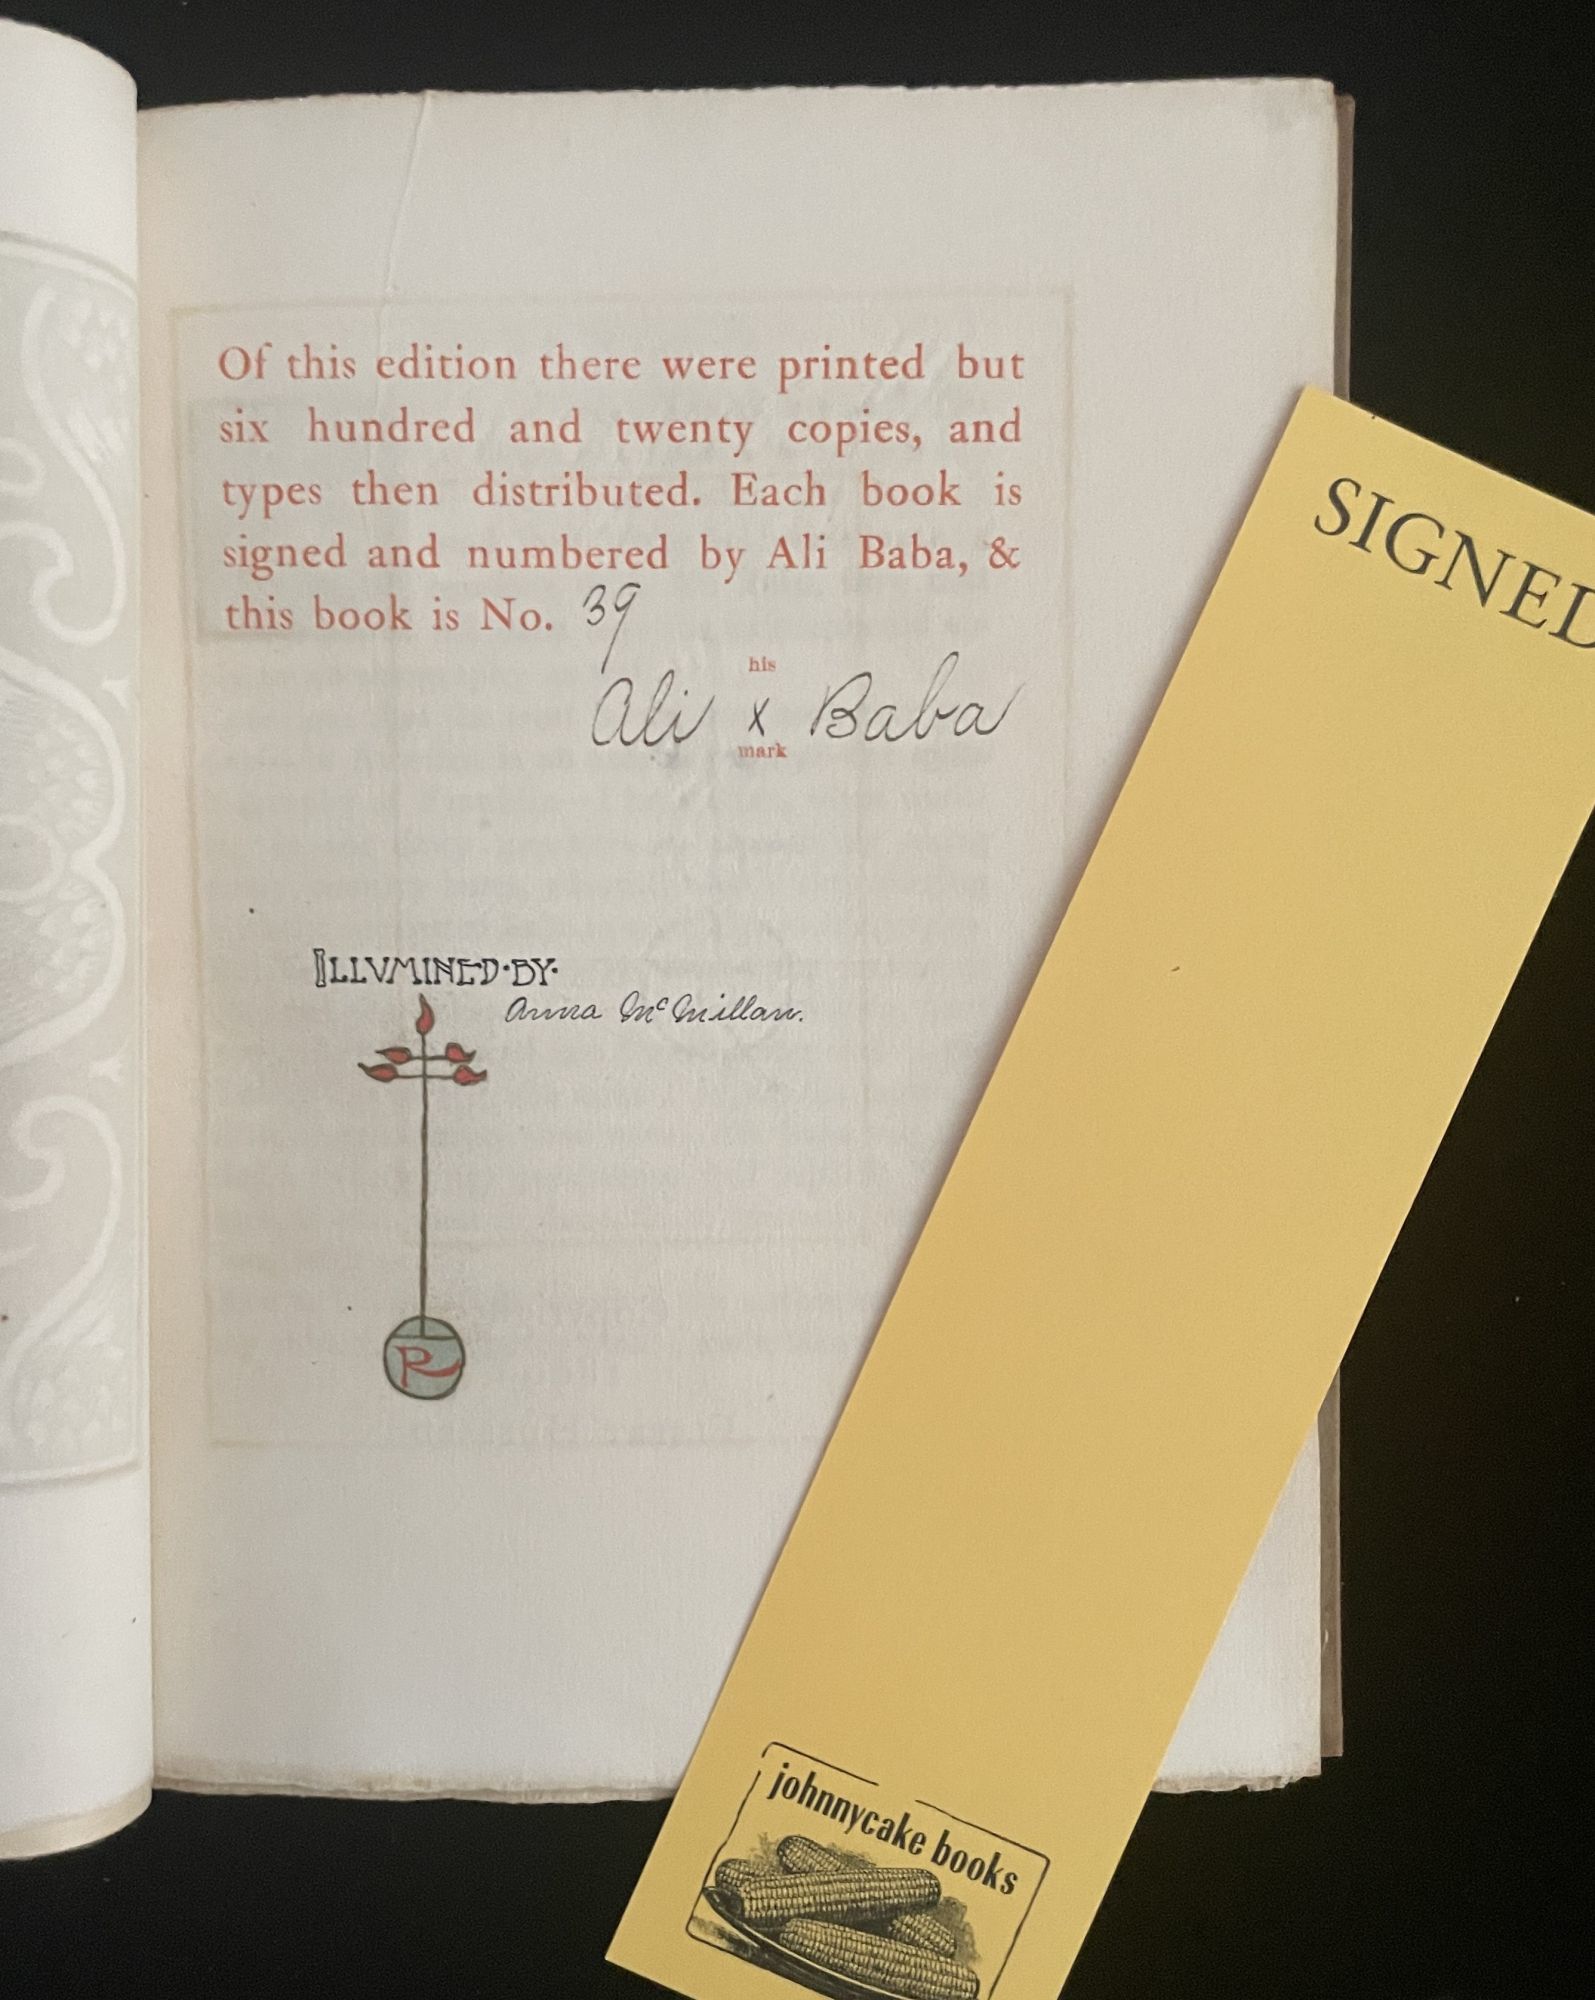 Of this edition there were printed but
six hundred and twenty copies, and
types then distributed. Each book is
signed and numbered by Ali Baba, &
this book is No. 39
his
Ali x Baba
mark
ILLVMINED·BY·
Anna McMillan.
R
SIGNED
johnnycake books